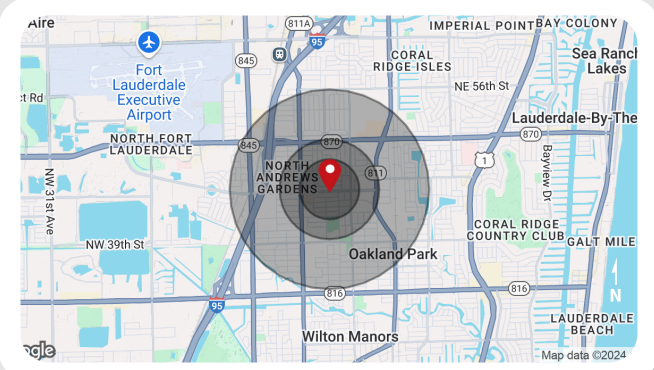 Aire
811A
95
IMPERIAL POINT
BAY COLONY
845
CORAL
RIDGE ISLES
Sea Ranch
Lakes
Fort
Lauderdale
Executive
Airport
ct Rd
NE 56th St
Lauderdale-By-The
870
NORTH FORT
LAUDERDALE
845
870
1
NORTH
ANDREWS
GARDENS
811
Bayview Dr
NW 31st Ave
CORAL RIDGE
COUNTRY CLUB
GALT MILE
NW 39th St
Oakland Park
N
816
816
95
LAUDERDALE
BEACH
Wilton Manors
ogle
Map data ©2024